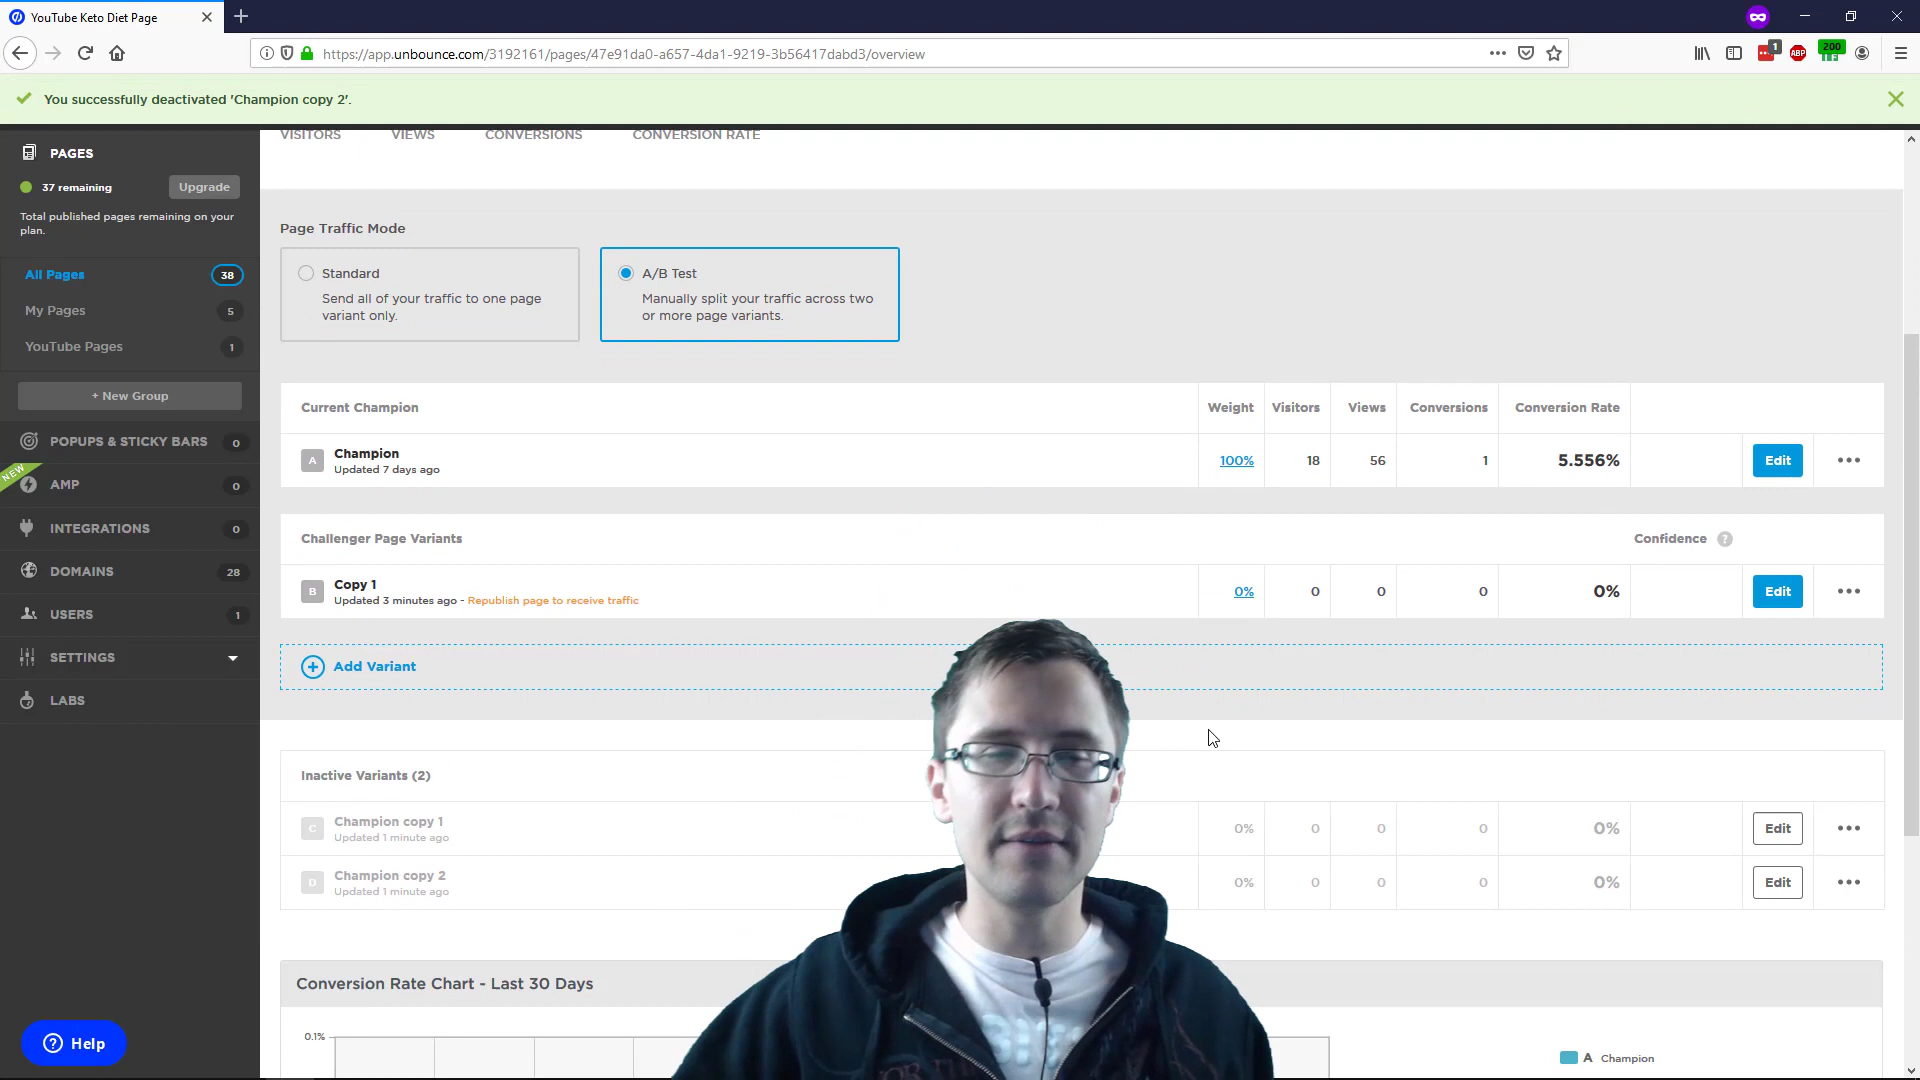 YouTube Keto Diet Page
https://app.unbounce.com/3192161/pages/47e91da0-a657-4da1-9219-3b56417dabd3/overview
1
ABP
200
You successfully deactivated 'Champion copy 2'.
VISITORS VIEWS CONVERSIONS CONVERSION RATE
PAGES
37 remaining
Upgrade
Total published pages remaining on your
plan.
All Pages 38
My Pages 5
YouTube Pages 1
+ New Group
POPUPS & STICKY BARS 0
NEW
AMP 0
INTEGRATIONS 0
DOMAINS 28
USERS 1
SETTINGS
LABS
Help
Page Traffic Mode
Standard
Send all of your traffic to one page
variant only.
A/B Test
Manually split your traffic across two
or more page variants.
Current Champion Weight Visitors Views Conversions Conversion Rate
A Champion 100% 18 56 1 5.556% Edit
Updated 7 days ago
Challenger Page Variants Confidence ?
B Copy 1 0% 0 0 0 0% Edit
Updated 3 minutes ago - Republish page to receive traffic
Add Variant
Inactive Variants (2)
C Champion copy 1 0% 0 0 0 0% Edit
Updated 1 minute ago
D Champion copy 2 0% 0 0 0 0% Edit
Updated 1 minute ago
Conversion Rate Chart - Last 30 Days
0.1%
A Champion